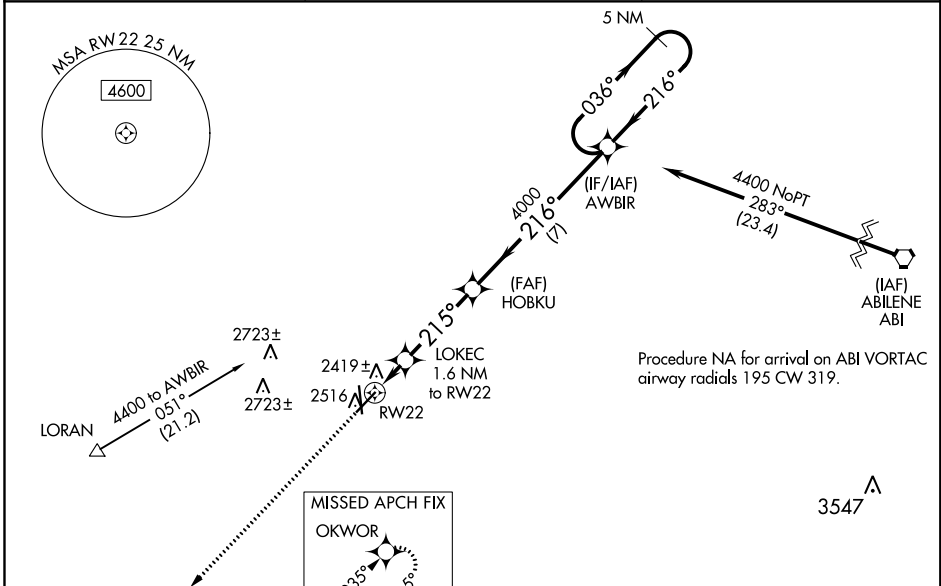 MSA RW22 25 NM
4600
5 NM
036°
216°
(IF/IAF)
AWBIR
4000
216°
(7)
4400 NoPT
283°
(23.4)
(IAF)
ABILENE
ABI
(FAF)
HOBKU
215°
LOKEC
1.6 NM
to RW22
Procedure NA for arrival on ABI VORTAC
airway radials 195 CW 319.
2723±
2723±
2419±
2516
RW22
4400 to AWBIR
051°
(21.2)
LORAN
3547
MISSED APCH FIX
OKWOR